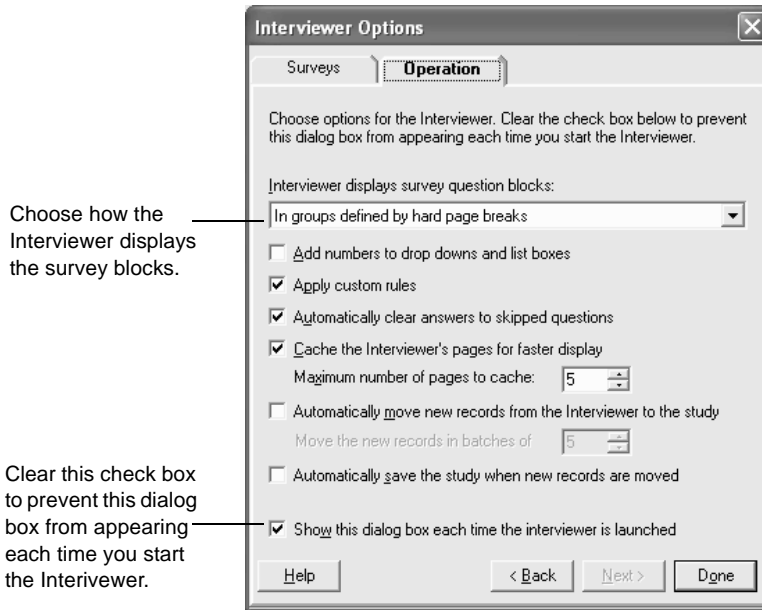 Interviewer Options
Surveys
Operation
Choose options for the Interviewer. Clear the check box below to prevent
this dialog box from appearing each time you start the Interviewer.
Interviewer displays survey question blocks:
In groups defined by hard page breaks
Choose how the
Interviewer displays
the survey blocks.
Add numbers to drop downs and list boxes
Apply custom rules
Automatically clear answers to skipped questions
Cache the Interviewer's pages for faster display
Maximum number of pages to cache: 5
Automatically move new records from the Interviewer to the study
Move the new records in batches of 5
Automatically save the study when new records are moved
Clear this check box
to prevent this dialog
box from appearing
each time you start
the Interivewer.
Show this dialog box each time the interviewer is launched
Help
< Back
Next >
Done